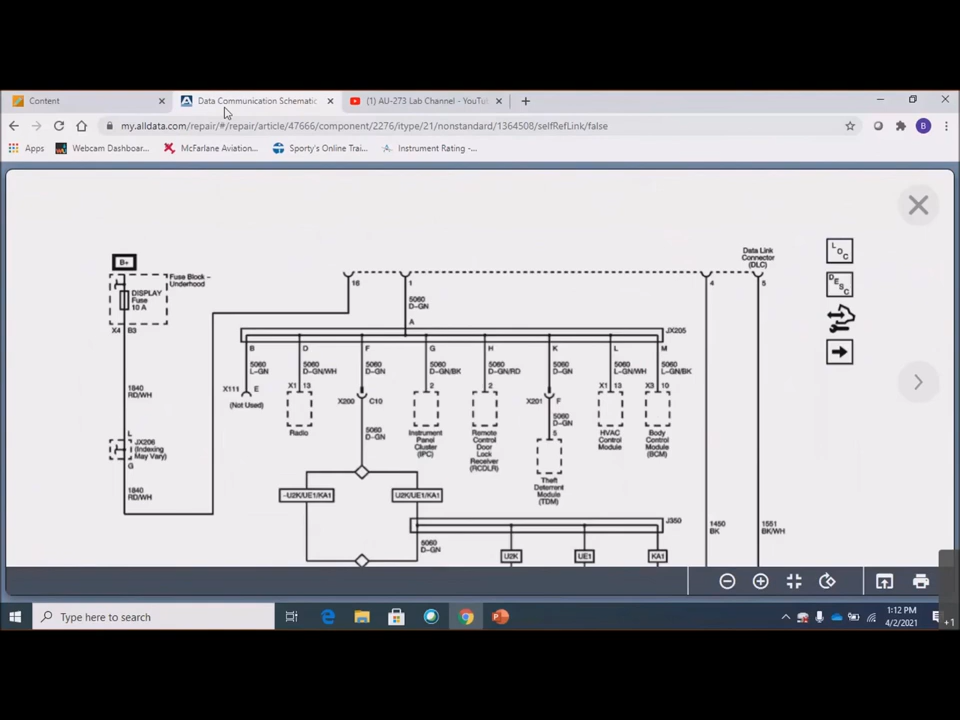 Content
Data Communication Schematic
(1) AU-273 Lab Channel - YouTu
my.alldata.com/repair/#/repair/article/47666/component/2276/itype/21/nonstandard/1364508/selfRefLink/false
B
Apps
Webcam Dashboar...
McFarlane Aviation...
Sporty's Online Trai...
Instrument Rating -...
B+
Fuse Block –
Underhood
DISPLAY
Fuse
10 A
X4 B3
1840
RD/WH
L
JX206
(Indexing
May Vary)
G
1840
RD/WH
Data Link
Connector
(DLC)
16
1
4
5
5060
D–GN
A
JX205
B D F G H K L M
5060
L–GN
5060
D–GN/WH
5060
D–GN
5060
D–GN/BK
5060
D–GN/RD
5060
D–GN
5060
L–GN/WH
5060
L–GN/BK
X111 E
(Not Used)
X1 13
Radio
X200 C10
2
Instrument
Panel
Cluster
(IPC)
2
Remote
Control
Door
Lock
Receiver
(RCDLR)
X201 F
5060
D–GN
5
Theft
Deterrent
Module
(TDM)
X1 13
HVAC
Control
Module
X3 10
Body
Control
Module
(BCM)
5060
D–GN
–U2K/UE1/KA1
U2K/UE1/KA1
J350
5060
D–GN
U2K
UE1
KA1
1450
BK
1551
BK/WH
LOC
DESC
Type here to search
1:12 PM
4/2/2021
+1